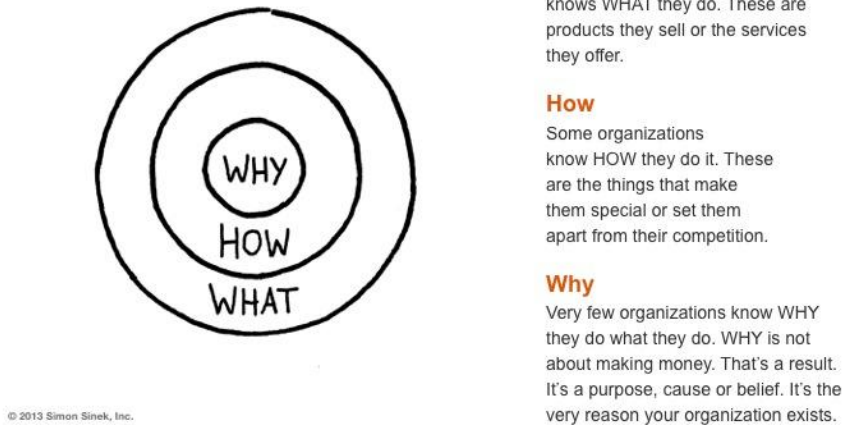 WHY
HOW
WHAT
© 2013 Simon Sinek, Inc.
knows WHAT they do. These are
products they sell or the services
they offer.
How
Some organizations
know HOW they do it. These
are the things that make
them special or set them
apart from their competition.
Why
Very few organizations know WHY
they do what they do. WHY is not
about making money. That's a result.
It's a purpose, cause or belief. It's the
very reason your organization exists.